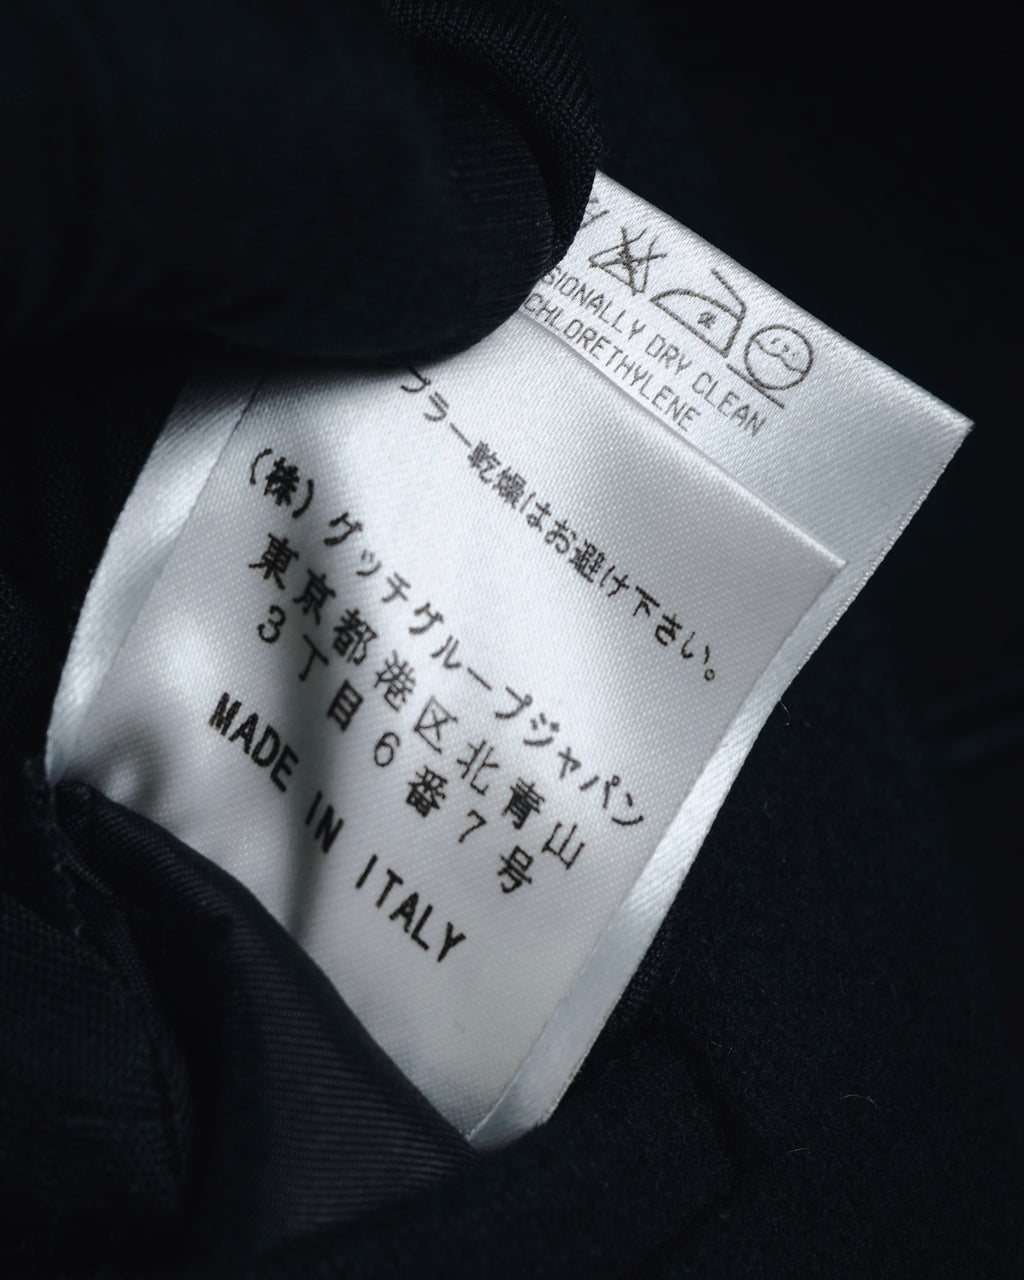 SIONALLY DRY CLEAN
CHLORETHYLENE
ブラー乾燥はお避け下さい。
(株)グッチグループジャパン
東京都港区北青山
3丁目6番7号
MADE IN ITALY